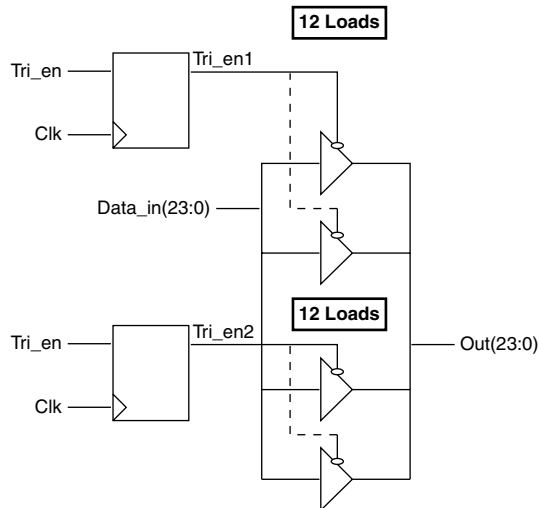 12 Loads
Tri_en
Tri_en1
Clk
Data_in(23:0)
12 Loads
Tri_en
Tri_en2
Out(23:0)
Clk